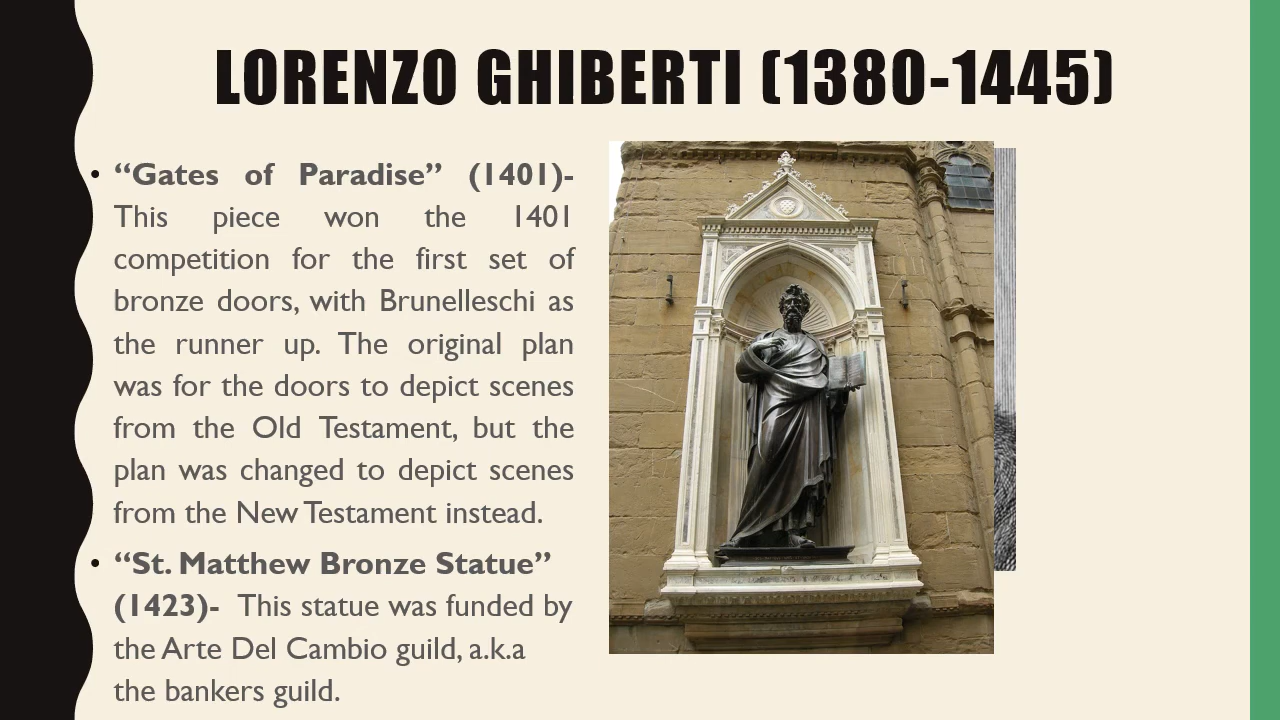 LORENZO GHIBERTI (1380-1445)
• “Gates of Paradise” (1401)-
This piece won the 1401
competition for the first set of
bronze doors, with Brunelleschi as
the runner up. The original plan
was for the doors to depict scenes
from the Old Testament, but the
plan was changed to depict scenes
from the New Testament instead.
• “St. Matthew Bronze Statue”
(1423)- This statue was funded by
the Arte Del Cambio guild, a.k.a
the bankers guild.